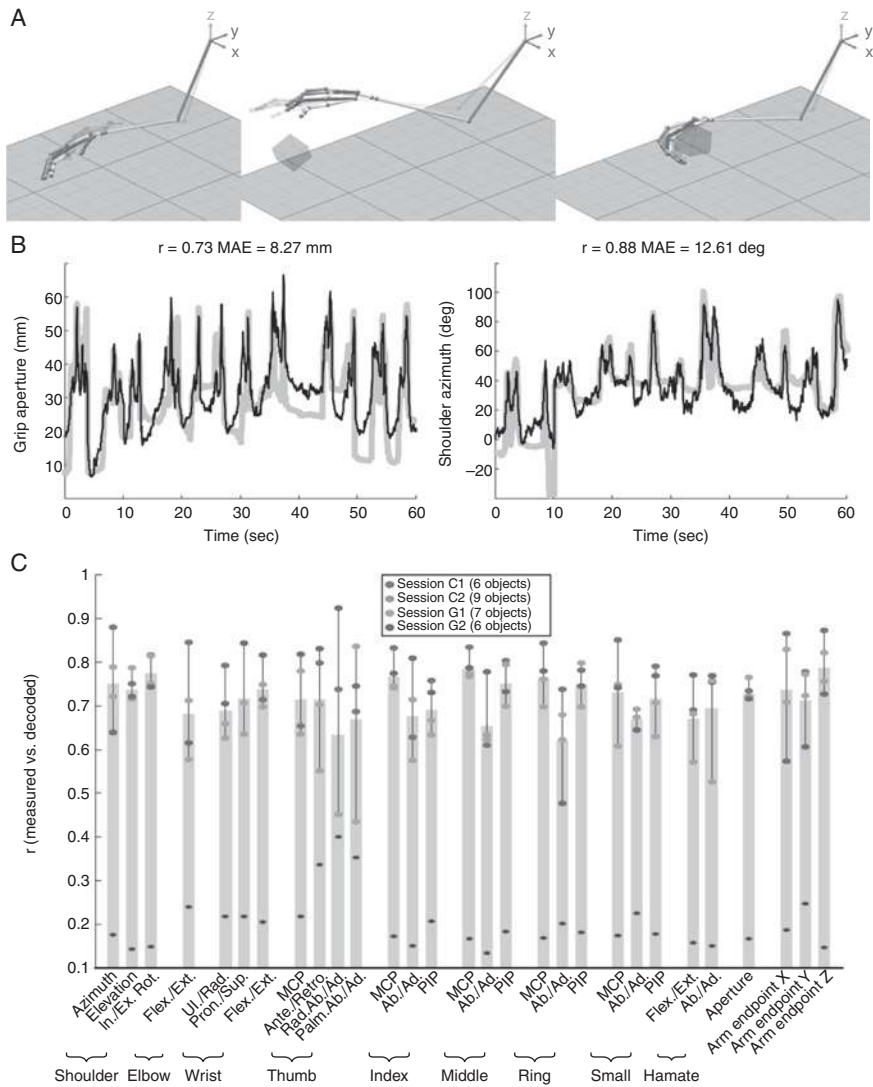 A
z
y
x
z
y
x
z
y
x
B
r = 0.73 MAE = 8.27 mm
r = 0.88 MAE = 12.61 deg
Grip aperture (mm)
60
50
40
30
20
10
0
10
20
30
40
50
60
Time (sec)
Shoulder azimuth (deg)
100
80
60
40
20
0
−20
0
10
20
30
40
50
60
Time (sec)
C
r (measured vs. decoded)
1
0.9
0.8
0.7
0.6
0.5
0.4
0.3
0.2
0.1
Session C1 (6 objects)
Session C2 (9 objects)
Session G1 (7 objects)
Session G2 (6 objects)
Azimuth
Elevation
In./Ex. Rot.
Flex./Ext.
Ul./Rad.
Pron./Sup.
Flex./Ext.
MCP
Ante./Retro.
Rad.Ab./Ad.
Palm.Ab./Ad.
MCP
Ab./Ad.
PIP
MCP
Ab./Ad.
PIP
MCP
Ab./Ad.
PIP
MCP
Ab./Ad.
PIP
Flex./Ext.
Ab./Ad.
Aperture
Arm endpoint X
Arm endpoint Y
Arm endpoint Z
Shoulder Elbow Wrist Thumb Index Middle Ring Small Hamate